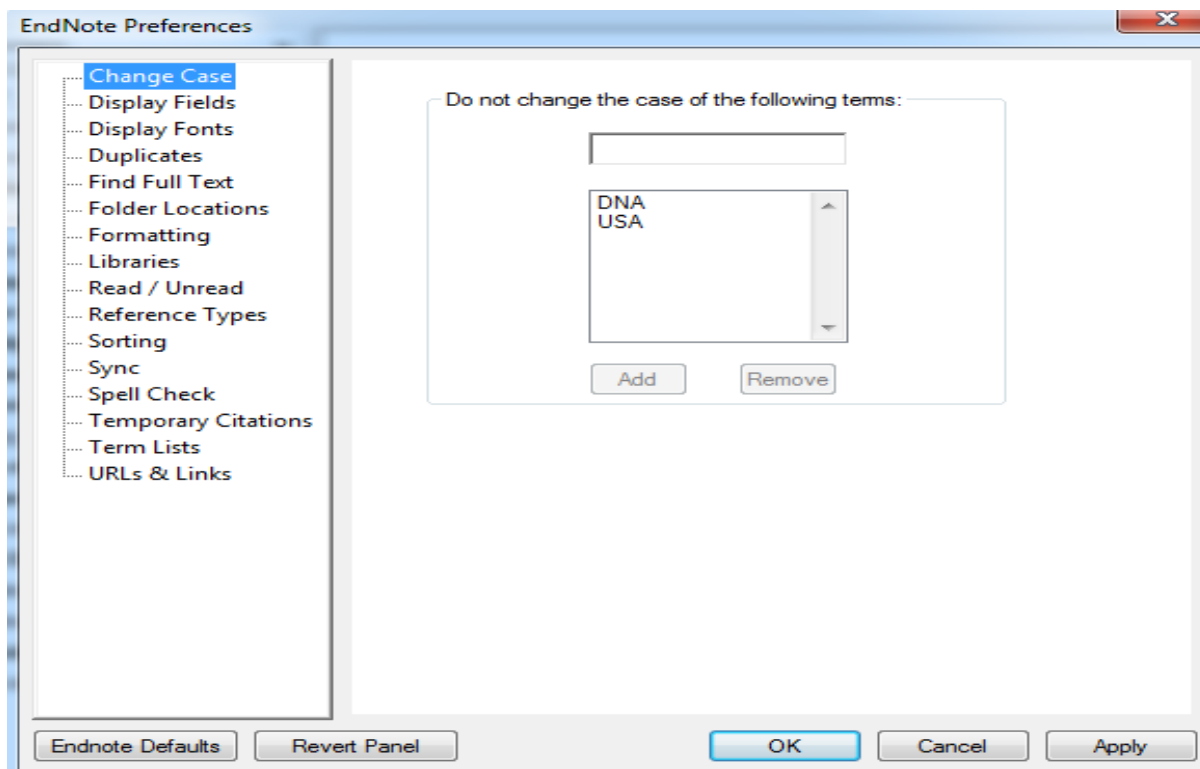 EndNote Preferences
Change Case
Display Fields
Display Fonts
Duplicates
Find Full Text
Folder Locations
Formatting
Libraries
Read / Unread
Reference Types
Sorting
Sync
Spell Check
Temporary Citations
Term Lists
URLs & Links
Do not change the case of the following terms:
DNA
USA
Add Remove
Endnote Defaults Revert Panel OK Cancel Apply